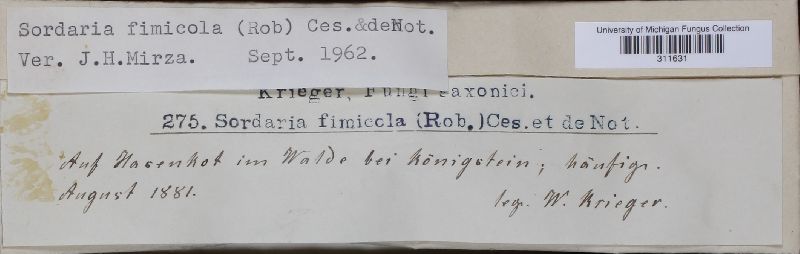 Sordaria fimicola (Rob) Ces.&deNot.
Ver. J.H.Mirza. Sept. 1962.
University of Michigan Fungus Collection
311631
Krieger, Fungi saxonici.
275. Sordaria fimicola (Rob.)Ces.et de Not.
Auf Hasenkot im Walde bei Königstein; häufig.
August 1881.
leg. W. Krieger.